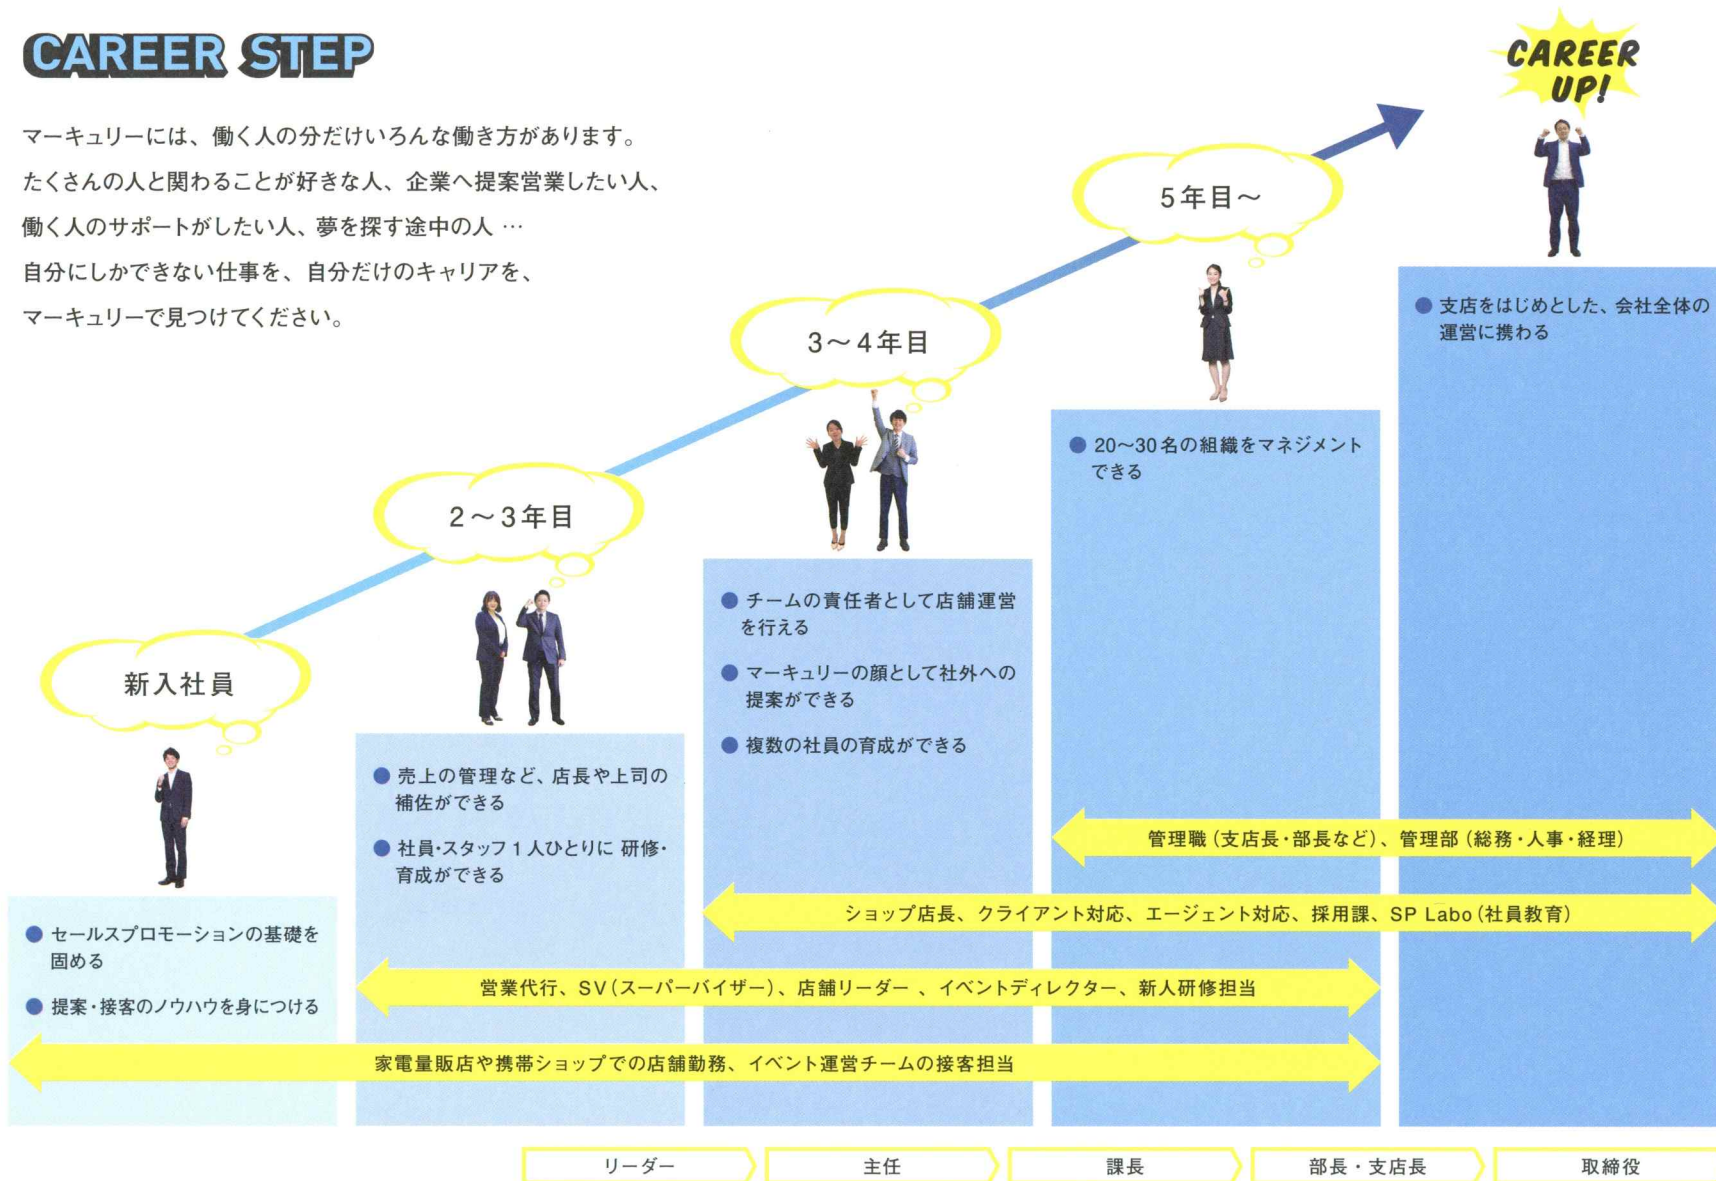 CAREER STEP
マーキュリーには、働く人の分だけいろんな働き方があります。
たくさんの人と関わることが好きな人、企業へ提案営業したい人、
働く人のサポートがしたい人、夢を探す途中の人 …
自分にしかできない仕事を、自分だけのキャリアを、
マーキュリーで見つけてください。
新入社員
● セールスプロモーションの基礎を
固める
● 提案・接客のノウハウを身につける
2～3年目
● 売上の管理など、店長や上司の
補佐ができる
● 社員・スタッフ1人ひとりに 研修・
育成ができる
3～4年目
● チームの責任者として店舗運営
を行える
● マーキュリーの顔として社外への
提案ができる
● 複数の社員の育成ができる
5年目～
● 20～30名の組織をマネジメント
できる
CAREER
UP!
● 支店をはじめとした、会社全体の
運営に携わる
管理職（支店長・部長など）、管理部（総務・人事・経理）
ショップ店長、クライアント対応、エージェント対応、採用課、SP Labo（社員教育）
営業代行、SV（スーパーバイザー）、店舗リーダー 、イベントディレクター、新人研修担当
家電量販店や携帯ショップでの店舗勤務、イベント運営チームの接客担当
リーダー
主任
課長
部長・支店長
取締役